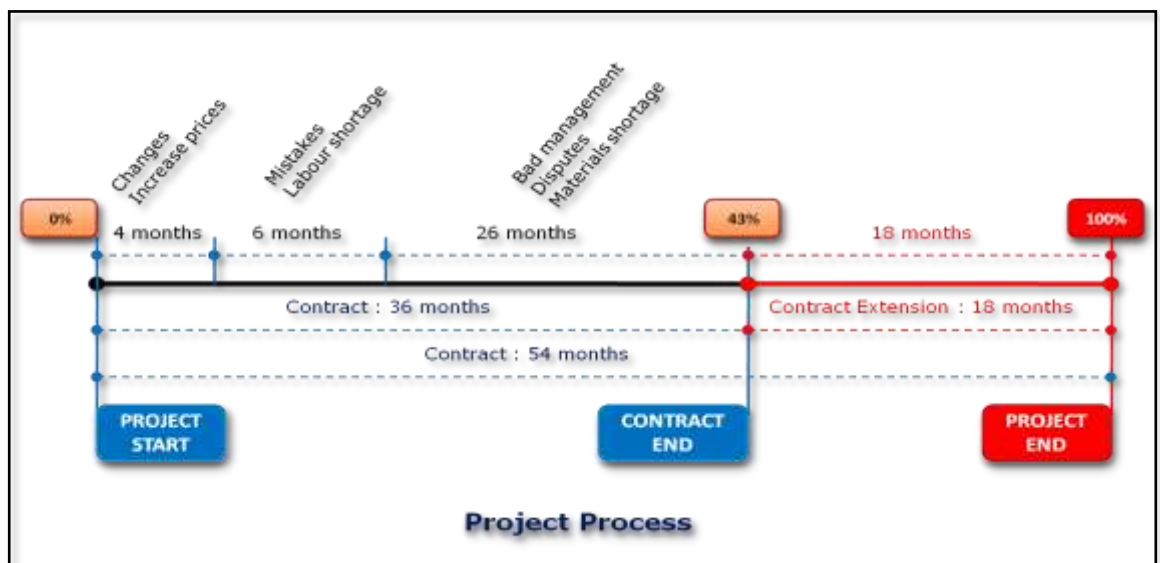 Changes
Increase prices
Mistakes
Labour shortage
Bad management
Disputes
Materials shortage
0%
43%
100%
4 months
6 months
26 months
18 months
Contract : 36 months
Contract Extension : 18 months
Contract : 54 months
PROJECT
START
CONTRACT
END
PROJECT
END
Project Process